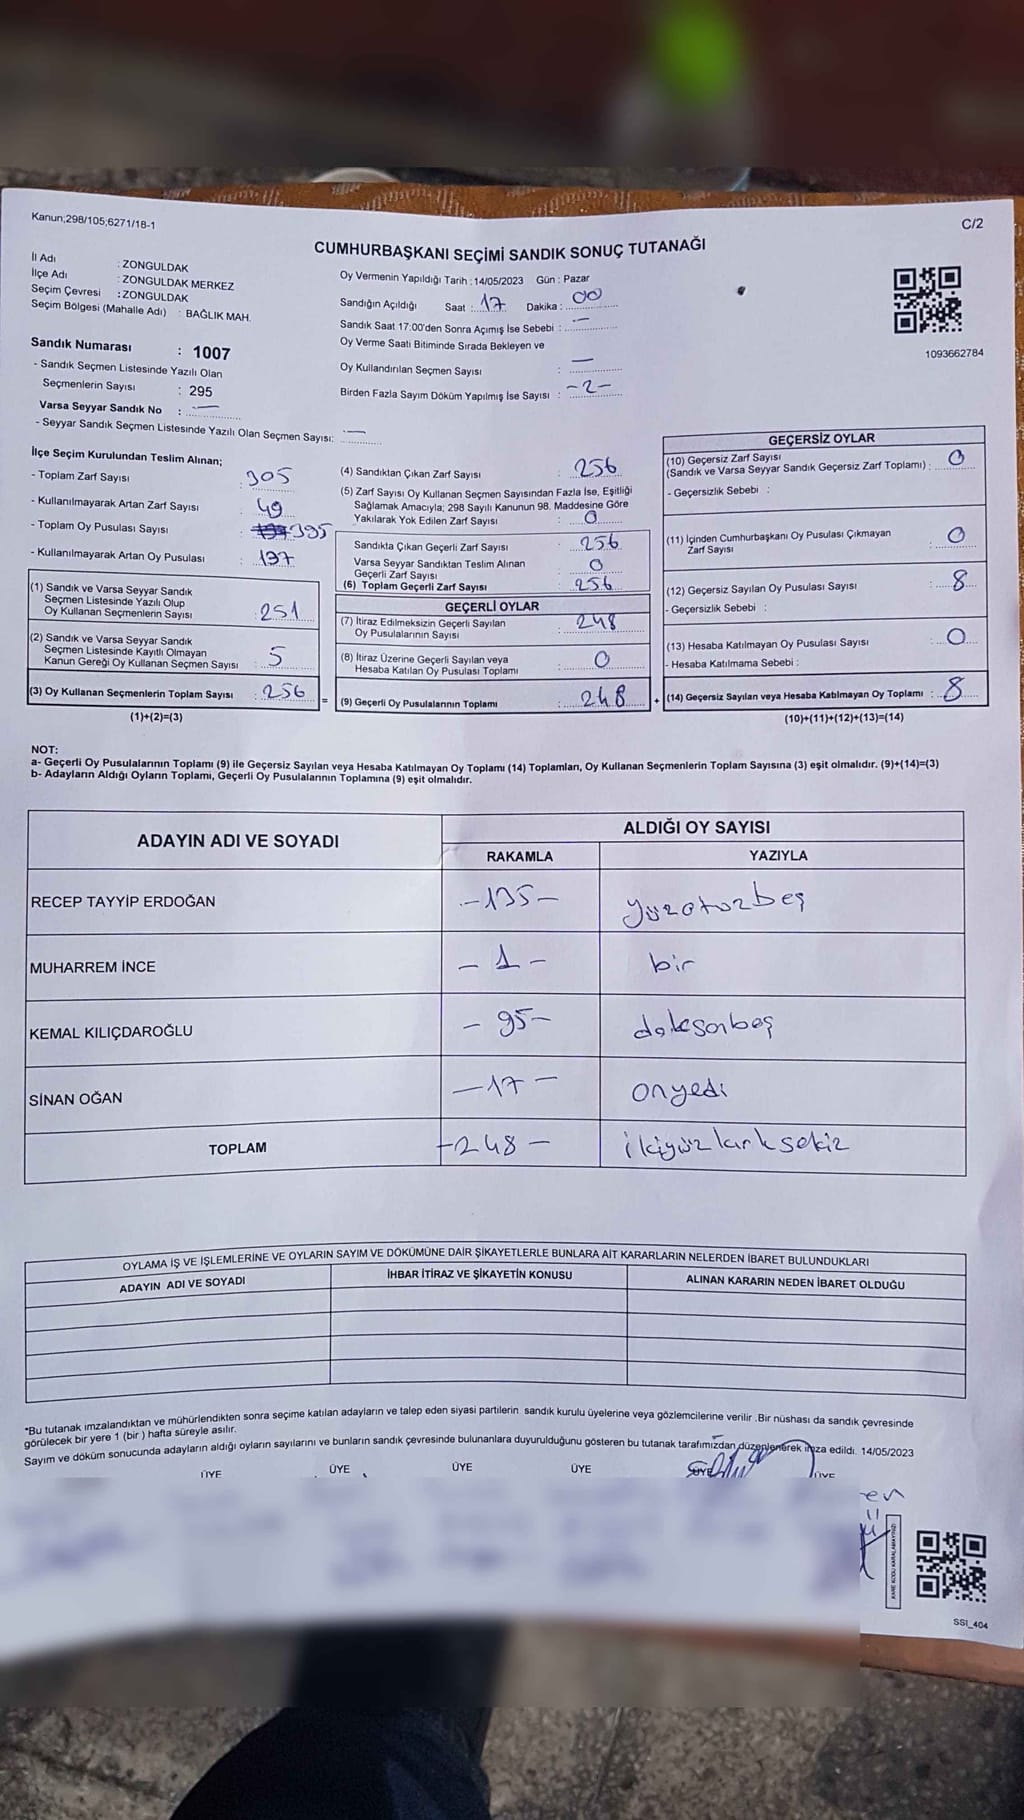 Kanun;298/105;6271/18-1
C/2
CUMHURBAŞKANI SEÇİMİ SANDIK SONUÇ TUTANAĞI
İl Adı : ZONGULDAK
İlçe Adı : ZONGULDAK MERKEZ
Seçim Çevresi : ZONGULDAK
Seçim Bölgesi (Mahalle Adı) : BAĞLIK MAH.
Oy Vermenin Yapıldığı Tarih : 14/05/2023 Gün : Pazar
Sandığın Açıldığı Saat : 17 Dakika : 00
Sandık Saat 17:00'den Sonra Açımış İse Sebebi : —
Oy Verme Saati Bitiminde Sırada Bekleyen ve
Oy Kullandırılan Seçmen Sayısı : —
Birden Fazla Sayım Döküm Yapılmış İse Sayısı : -2-
1093662784
Sandık Numarası : 1007
- Sandık Seçmen Listesinde Yazılı Olan
Seçmenlerin Sayısı : 295
Varsa Seyyar Sandık No : —
- Seyyar Sandık Seçmen Listesinde Yazılı Olan Seçmen Sayısı: —
İlçe Seçim Kurulundan Teslim Alınan;
- Toplam Zarf Sayısı : 305
- Kullanılmayarak Artan Zarf Sayısı : 49
- Toplam Oy Pusulası Sayısı : 395
- Kullanılmayarak Artan Oy Pusulası : 137
(1) Sandık ve Varsa Seyyar Sandık
Seçmen Listesinde Yazılı Olup
Oy Kullanan Seçmenlerin Sayısı : 251
(2) Sandık ve Varsa Seyyar Sandık
Seçmen Listesinde Kayıtlı Olmayan
Kanun Gereği Oy Kullanan Seçmen Sayısı : 5
(3) Oy Kullanan Seçmenlerin Toplam Sayısı : 256 =
(1)+(2)=(3)
(4) Sandıktan Çıkan Zarf Sayısı : 256
(5) Zarf Sayısı Oy Kullanan Seçmen Sayısından Fazla İse, Eşitliği
Sağlamak Amacıyla; 298 Sayılı Kanunun 98. Maddesine Göre
Yakılarak Yok Edilen Zarf Sayısı : 0
Sandıkta Çıkan Geçerli Zarf Sayısı : 256
Varsa Seyyar Sandıktan Teslim Alınan
Geçerli Zarf Sayısı : 0
(6) Toplam Geçerli Zarf Sayısı : 256
GEÇERLİ OYLAR
(7) İtiraz Edilmeksizin Geçerli Sayılan
Oy Pusulalarının Sayısı : 248
(8) İtiraz Üzerine Geçerli Sayılan veya
Hesaba Katılan Oy Pusulası Toplamı : 0
(9) Geçerli Oy Pusulalarının Toplamı : 248 +
GEÇERSİZ OYLAR
(10) Geçersiz Zarf Sayısı
(Sandık ve Varsa Seyyar Sandık Geçersiz Zarf Toplamı) : 0
- Geçersizlik Sebebi :
(11) İçinden Cumhurbaşkanı Oy Pusulası Çıkmayan
Zarf Sayısı : 0
(12) Geçersiz Sayılan Oy Pusulası Sayısı : 8
- Geçersizlik Sebebi :
(13) Hesaba Katılmayan Oy Pusulası Sayısı : 0
- Hesaba Katılmama Sebebi :
(14) Geçersiz Sayılan veya Hesaba Katılmayan Oy Toplamı : 8
(10)+(11)+(12)+(13)=(14)
NOT:
a- Geçerli Oy Pusulalarının Toplamı (9) ile Geçersiz Sayılan veya Hesaba Katılmayan Oy Toplamı (14) Toplamları, Oy Kullanan Seçmenlerin Toplam Sayısına (3) eşit olmalıdır. (9)+(14)=(3)
b- Adayların Aldığı Oyların Toplamı, Geçerli Oy Pusulalarının Toplamına (9) eşit olmalıdır.
ADAYIN ADI VE SOYADI ALDIĞI OY SAYISI
RAKAMLA YAZIYLA
RECEP TAYYİP ERDOĞAN -135- yüzotuzbeş
MUHARREM İNCE -1- bir
KEMAL KILIÇDAROĞLU -95- doksanbeş
SİNAN OĞAN -17- onyedi
TOPLAM -248- ikiyüzkırksekiz
OYLAMA İŞ VE İŞLEMLERİNE VE OYLARIN SAYIM VE DÖKÜMÜNE DAİR ŞİKAYETLERLE BUNLARA AİT KARARLARIN NELERDEN İBARET BULUNDUKLARI
ADAYIN ADI VE SOYADI İHBAR İTİRAZ VE ŞİKAYETİN KONUSU ALINAN KARARIN NEDEN İBARET OLDUĞU
*Bu tutanak imzalandıktan ve mühürlendikten sonra seçime katılan adayların ve talep eden siyasi partilerin sandık kurulu üyelerine veya gözlemcilerine verilir .Bir nüshası da sandık çevresinde
görülecek bir yere 1 (bir ) hafta süreyle asılır.
Sayım ve döküm sonucunda adayların aldığı oyların sayılarını ve bunların sandık çevresinde bulunanlara duyurulduğunu gösteren bu tutanak tarafımızdan düzenlenerek imza edildi. 14/05/2023
ÜYE ÜYE ÜYE ÜYE ÜYE ÜYE
KARE KODU KARALAMAYINIZ!
SSI_404